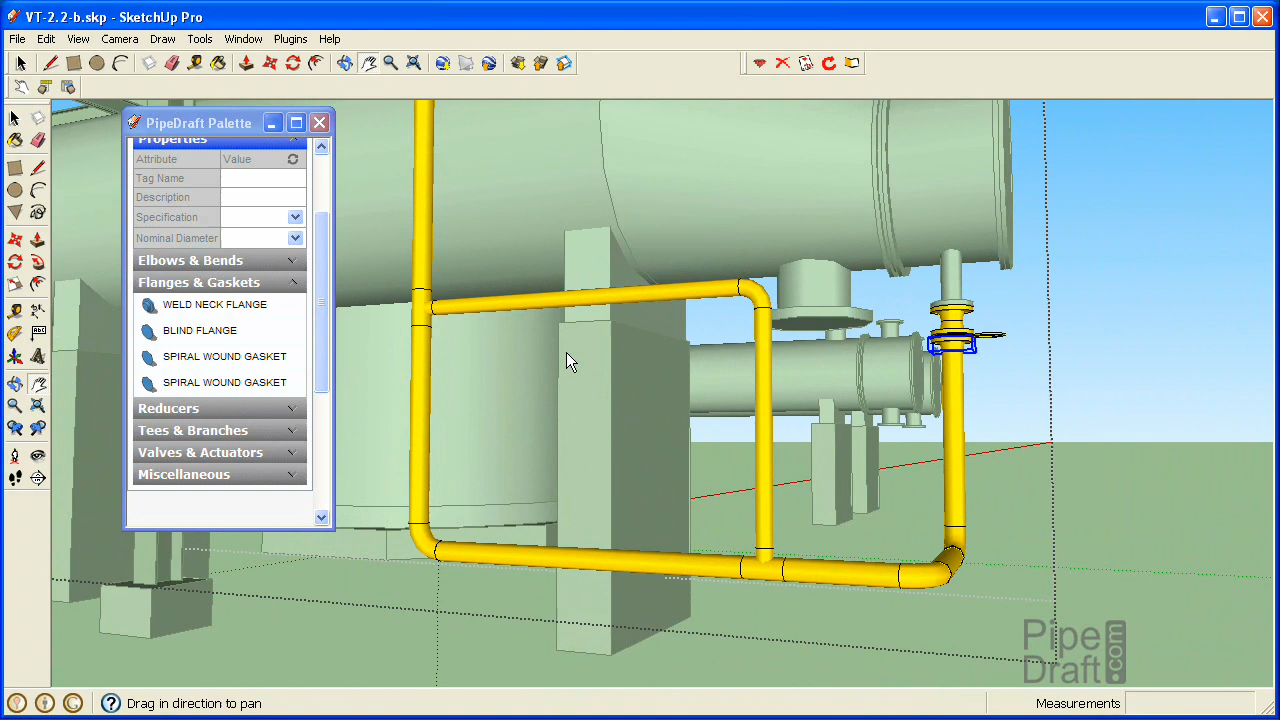 VT-2.2-b.skp - SketchUp Pro
File Edit View Camera Draw Tools Window Plugins Help
PipeDraft Palette
Properties
Attribute Value
Tag Name
Description
Specification
Nominal Diameter
Elbows & Bends
Flanges & Gaskets
WELD NECK FLANGE
BLIND FLANGE
SPIRAL WOUND GASKET
SPIRAL WOUND GASKET
Reducers
Tees & Branches
Valves & Actuators
Miscellaneous
Pipe
Draft.com
Drag in direction to pan
Measurements